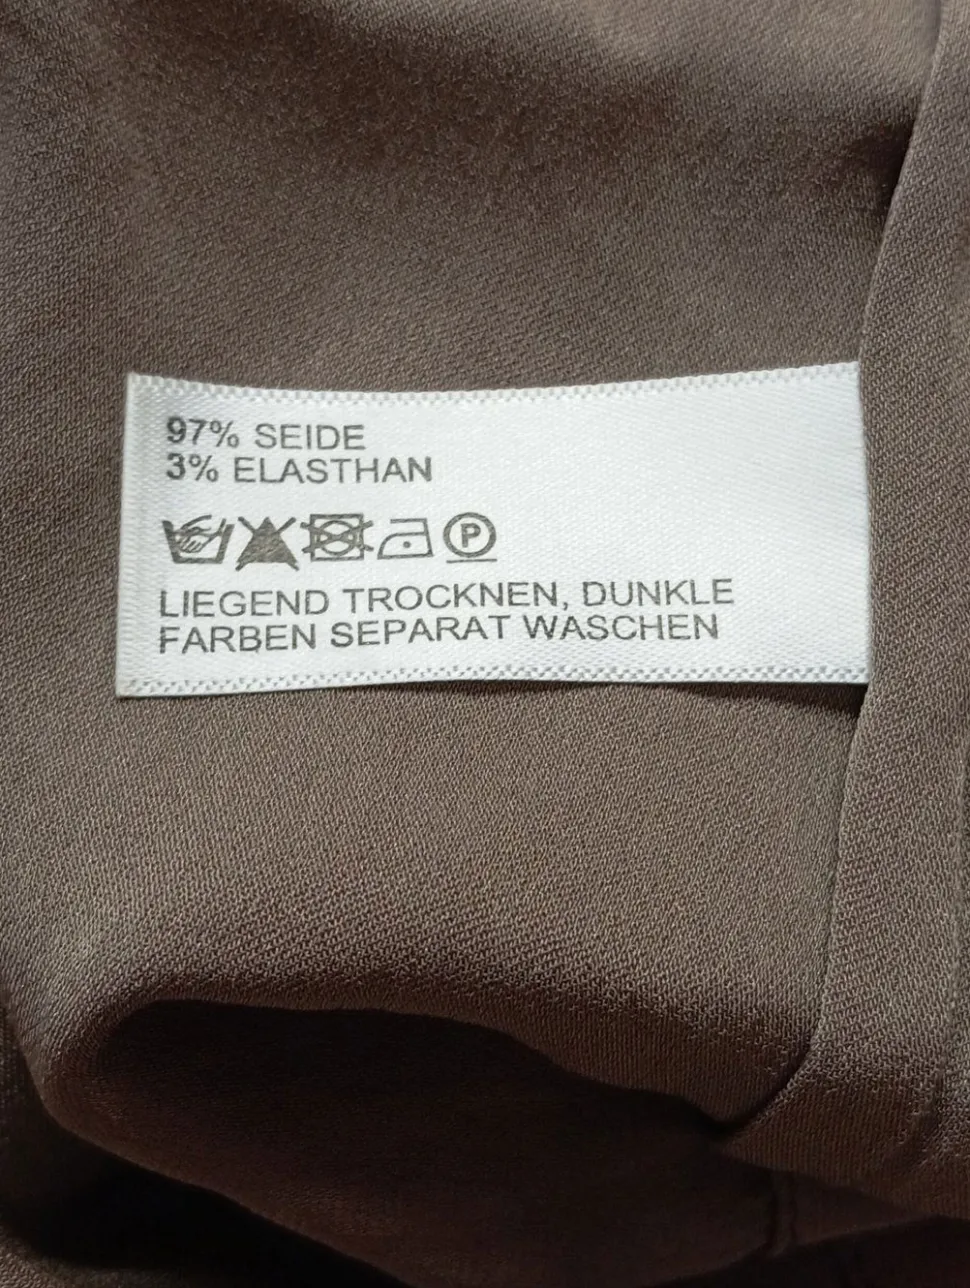 97% SEIDE
3% ELASTHAN
P
LIEGEND TROCKNEN, DUNKLE
FARBEN SEPARAT WASCHEN